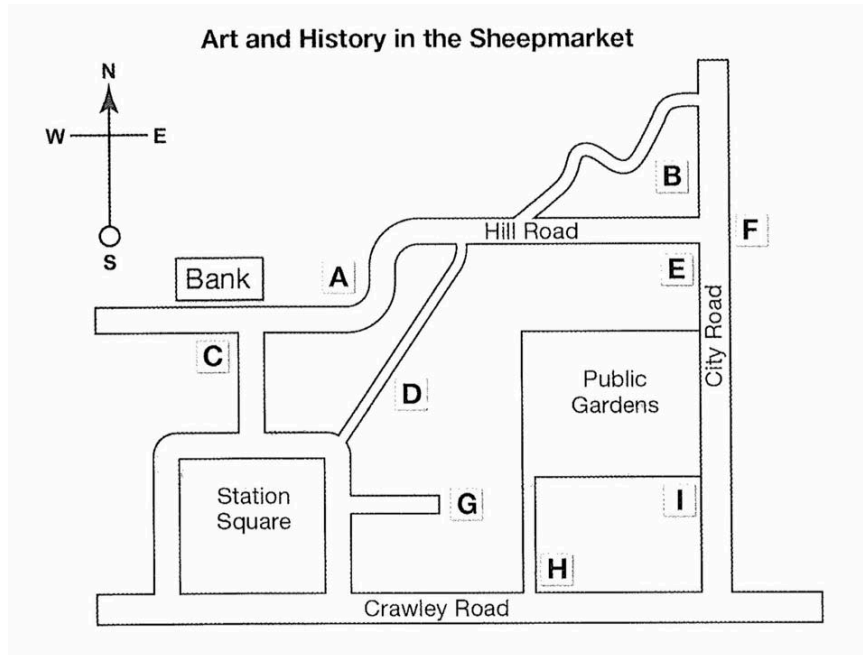 Art and History in the Sheepmarket
N
W
E
S
B
Hill Road
F
A
E
Bank
C
City Road
D
Public
Gardens
Station
Square
G
I
H
Crawley Road